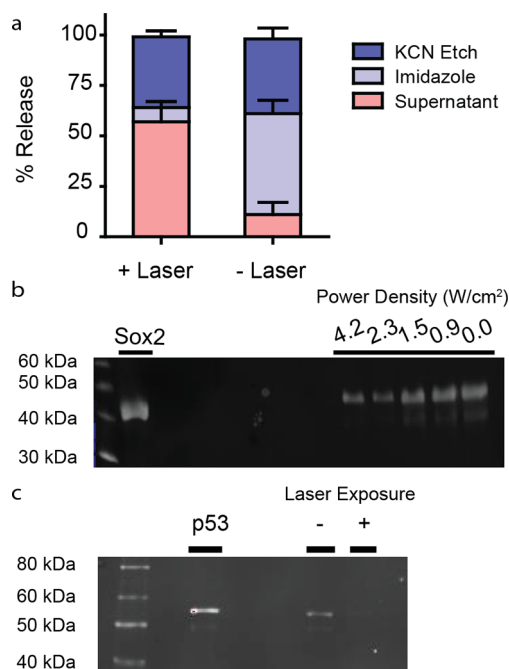 a
100
75
50
25
0
% Release
KCN Etch
Imidazole
Supernatant
+ Laser
- Laser
b
Power Density (W/cm²)
Sox2
4.2 2.3 1.5 0.9 0.0
60 kDa
50 kDa
40 kDa
30 kDa
c
Laser Exposure
p53
- +
80 kDa
60 kDa
50 kDa
40 kDa